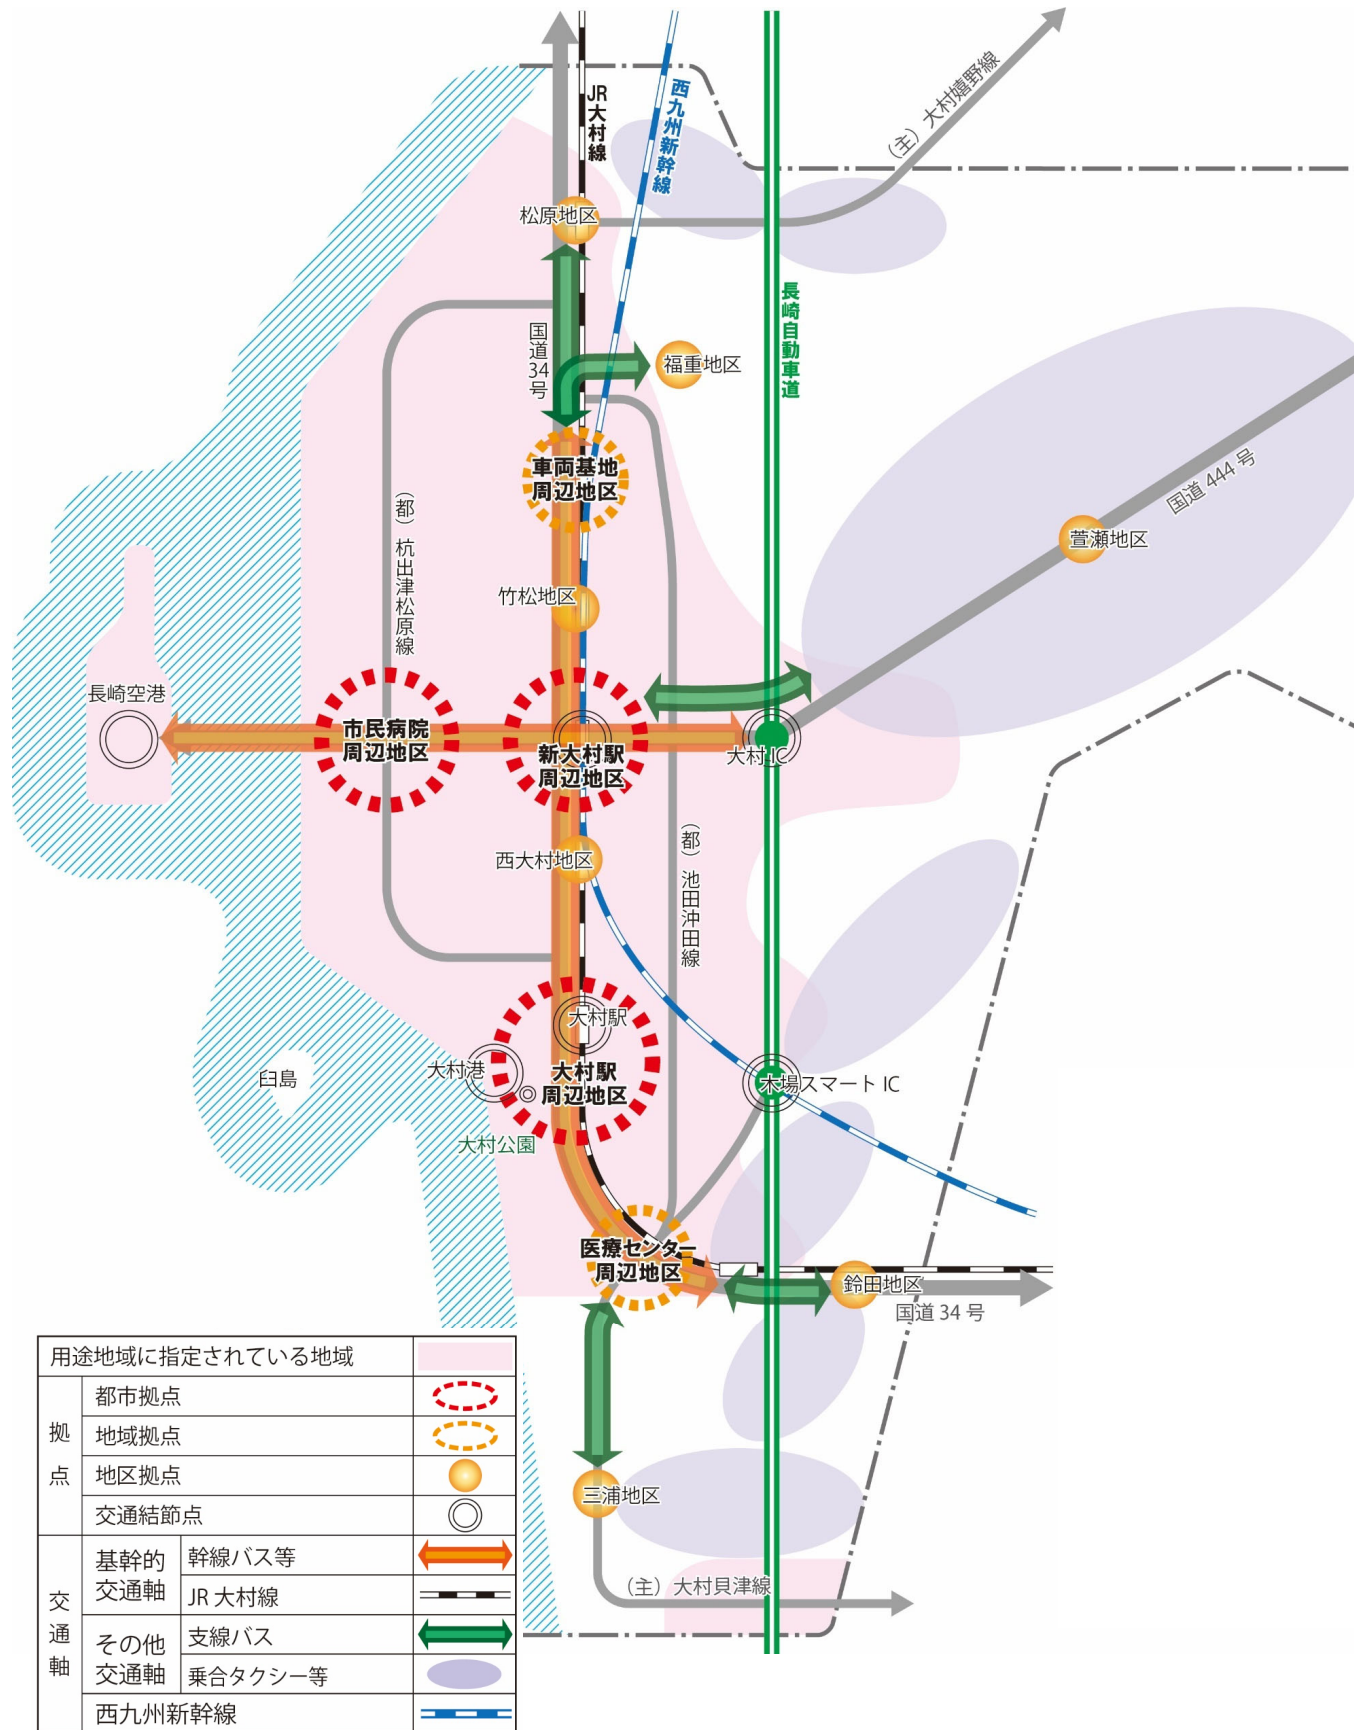 JR大村線
西九州新幹線
（主）大村嬉野線
松原地区
長崎自動車道
国道34号
福重地区
車両基地
周辺地区
国道 444 号
萱瀬地区
（都）杭出津松原線
竹松地区
長崎空港
市民病院
周辺地区
新大村駅
周辺地区
大村 IC
西大村地区
（都）池田沖田線
大村駅
大村港
大村駅
周辺地区
臼島
木場スマート IC
大村公園
医療センター
周辺地区
鈴田地区
国道 34 号
三浦地区
（主）大村貝津線
用途地域に指定されている地域
拠点
都市拠点
地域拠点
地区拠点
交通結節点
交通軸
基幹的
交通軸
幹線バス等
JR 大村線
その他
交通軸
支線バス
乗合タクシー等
西九州新幹線